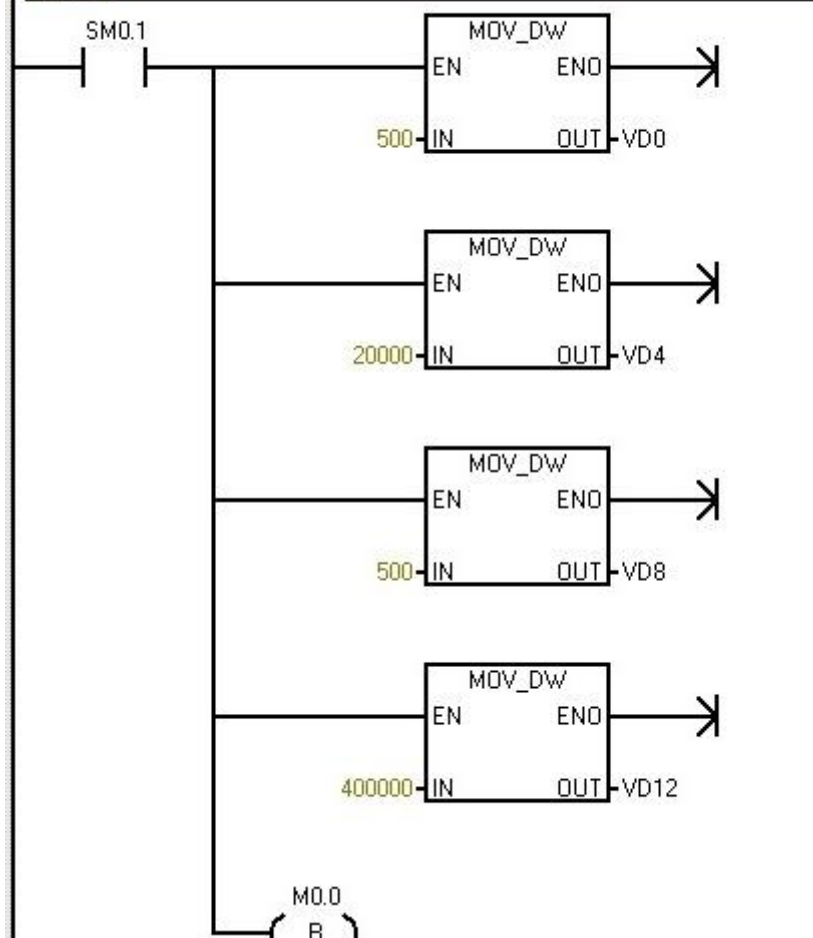 SM0.1
MOV_DW
EN ENO
500 IN OUT VD0
MOV_DW
EN ENO
20000 IN OUT VD4
MOV_DW
EN ENO
500 IN OUT VD8
MOV_DW
EN ENO
400000 IN OUT VD12
M0.0
R